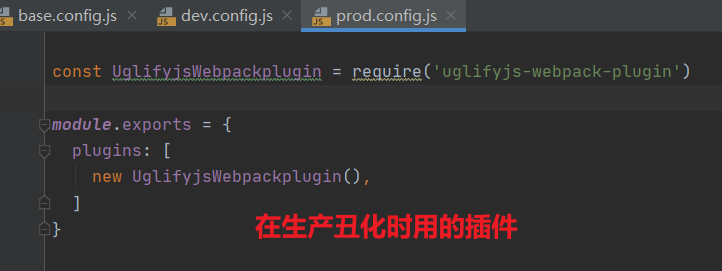 base.config.js dev.config.js prod.config.js
const UglifyjsWebpackplugin = require('uglifyjs-webpack-plugin')
module.exports = {
plugins: [
new UglifyjsWebpackplugin(),
]
}
在生产丑化时用的插件